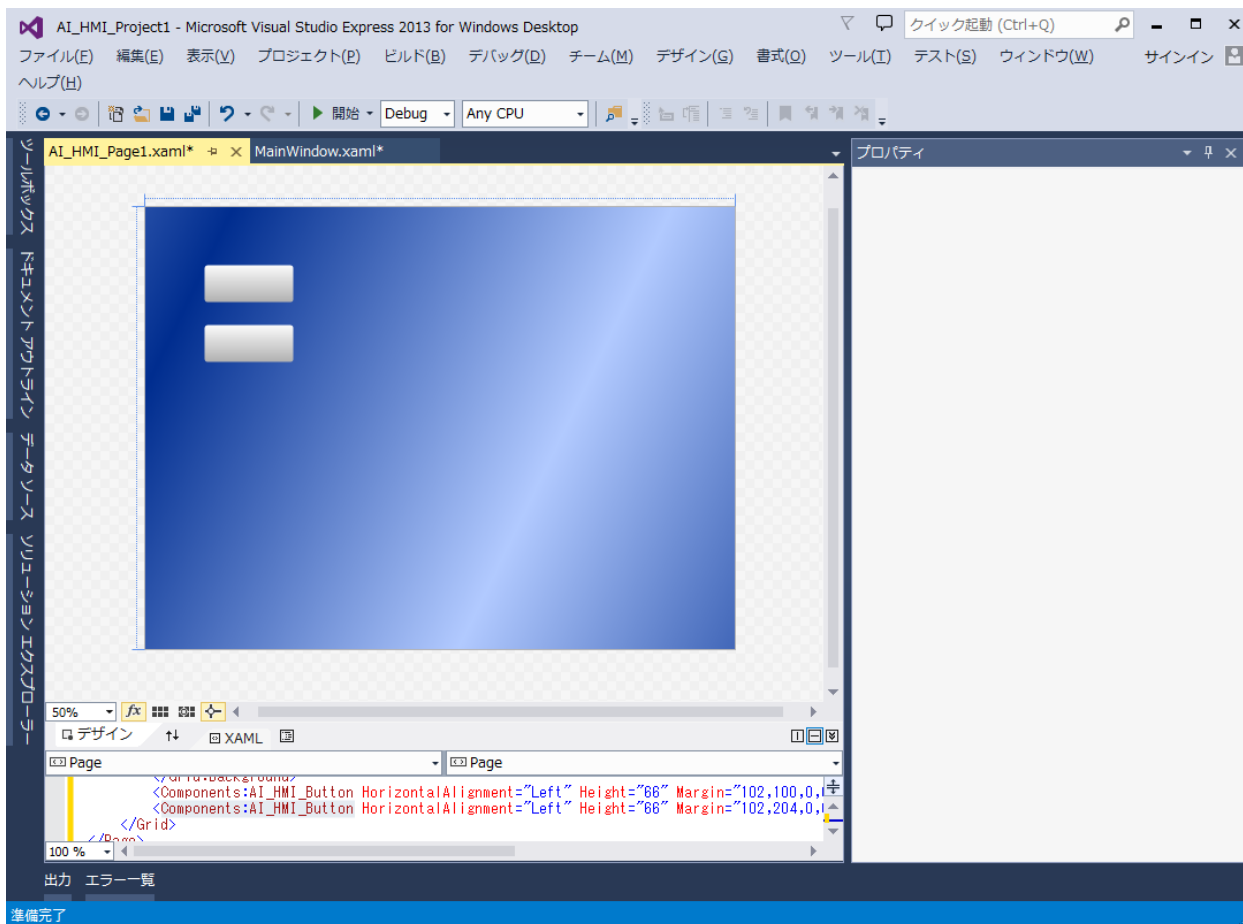 AI_HMI_Project1 - Microsoft Visual Studio Express 2013 for Windows Desktop
クイック起動 (Ctrl+Q)
ファイル(F) 編集(E) 表示(V) プロジェクト(P) ビルド(B) デバッグ(D) チーム(M) デザイン(G) 書式(O) ツール(T) テスト(S) ウィンドウ(W) サインイン
ヘルプ(H)
開始 Debug Any CPU
ツールボックス
ドキュメント アウトライン
データ ソース
ソリューション エクスプローラー
AI_HMI_Page1.xaml* MainWindow.xaml*
プロパティ
50% fx
デザイン XAML
Page Page
</Grid.Background>
<Components:AI_HMI_Button HorizontalAlignment="Left" Height="66" Margin="102,100,0,
<Components:AI_HMI_Button HorizontalAlignment="Left" Height="66" Margin="102,204,0,
</Grid>
</Page>
100 %
出力 エラー一覧
準備完了